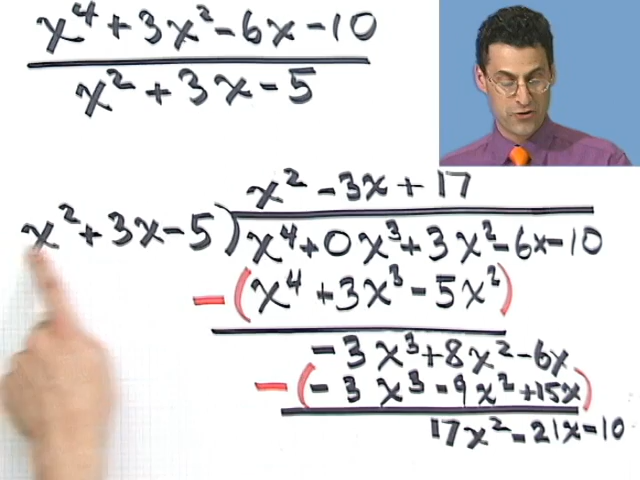 x⁴ + 3x² - 6x - 10
x² + 3x - 5
x² - 3x + 17
x² + 3x - 5 ) x⁴ + 0x³ + 3x² - 6x - 10
- ( x⁴ + 3x³ - 5x² )
- 3x³ + 8x² - 6x
- ( - 3x³ - 9x² + 15x )
17x² - 21x - 10